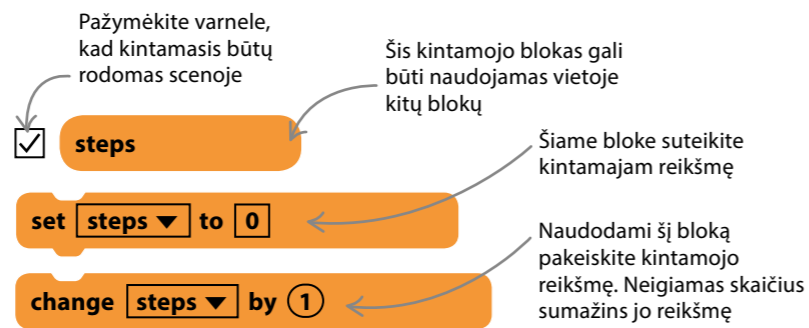 Pažymėkite varnele,
kad kintamasis būtų
rodomas scenoje
Šis kintamojo blokas gali
būti naudojamas vietoje
kitų blokų
steps
Šiame bloke suteikite
kintamajam reikšmę
set steps ▼ to 0
Naudodami šį bloką
pakeiskite kintamojo
reikšmę. Neigiamas skaičius
sumažins jo reikšmę
change steps ▼ by 1